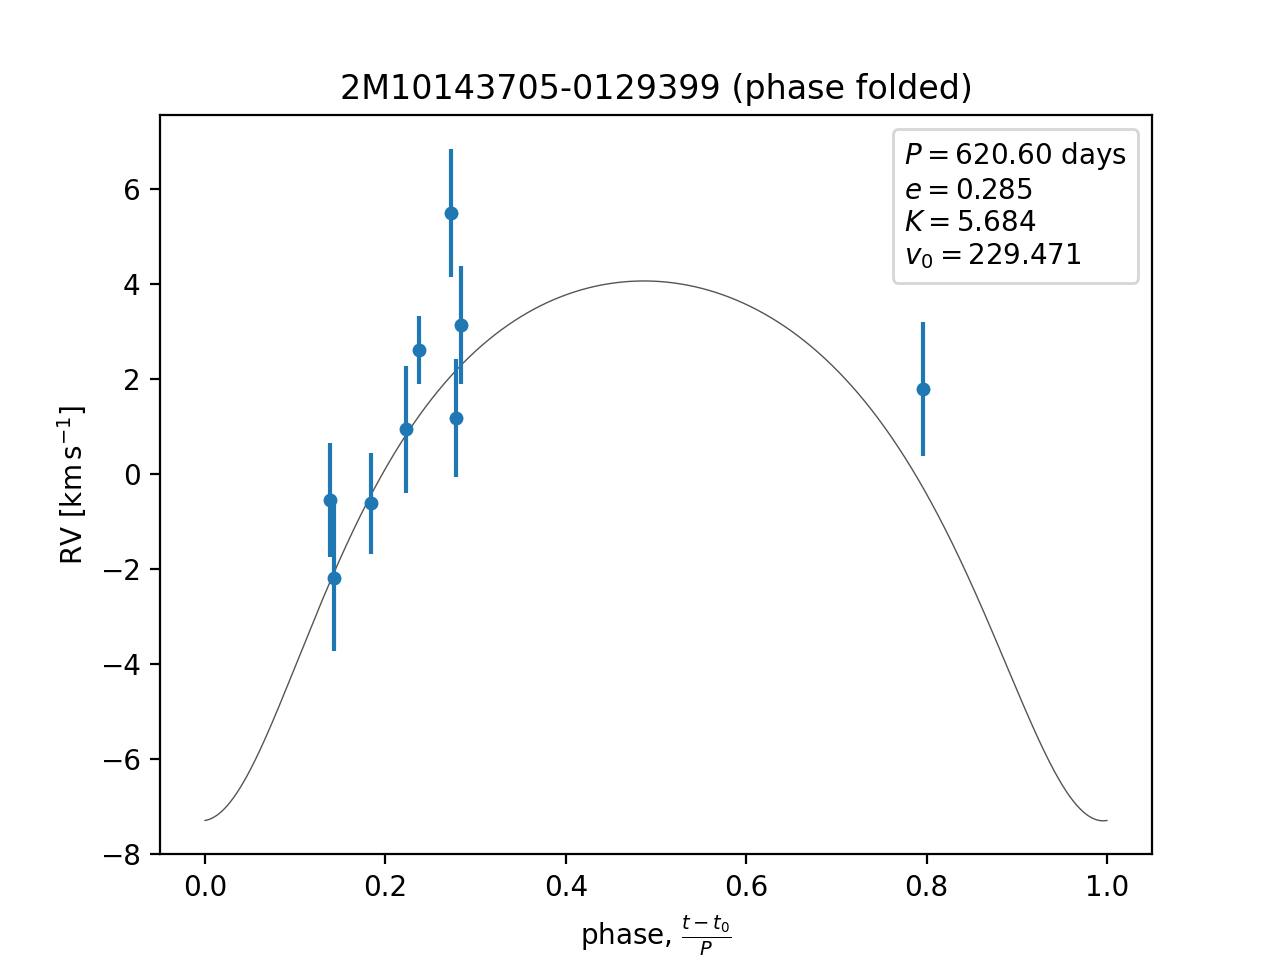 2M10143705-0129399 (phase folded)
P = 620.60 days
e = 0.285
K = 5.684
v₀ = 229.471
RV [km s⁻¹]
6
4
2
0
−2
−4
−6
−8
0.0 0.2 0.4 0.6 0.8 1.0
phase, (t − t₀)/P